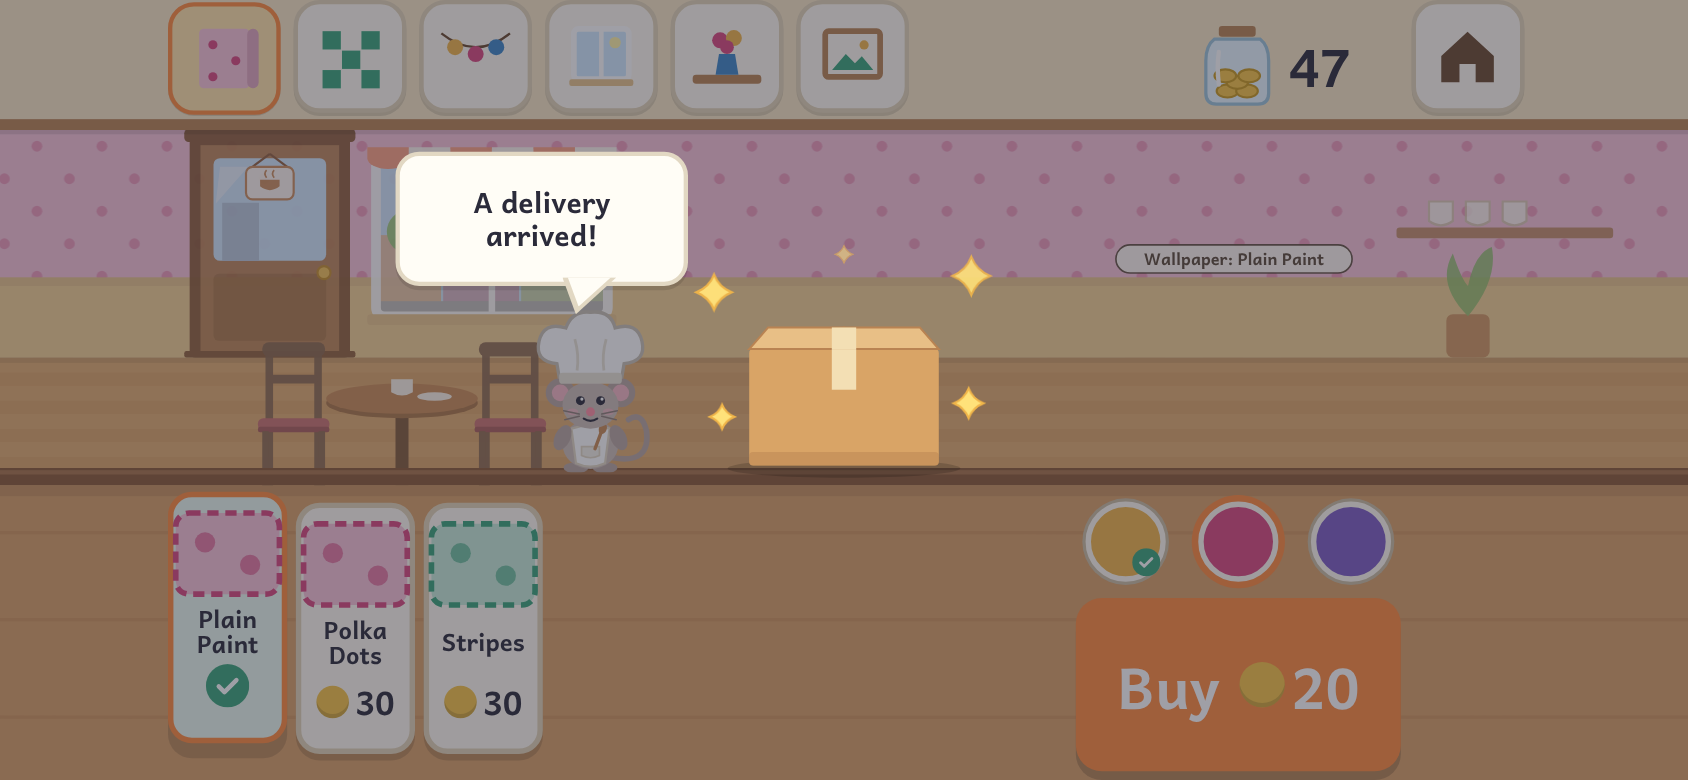 47
A delivery
arrived!
Wallpaper: Plain Paint
Plain
Paint
Polka
Dots
30
Stripes
30
Buy 20